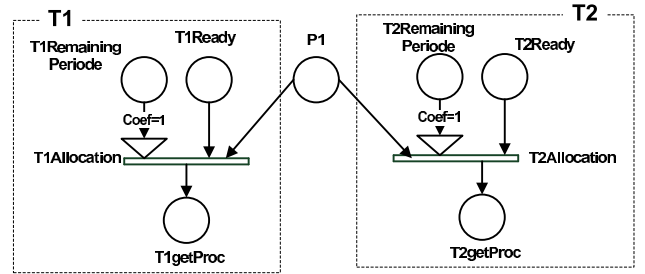 T1
T2
T1Remaining
Periode
T1Ready
P1
T2Remaining
Periode
T2Ready
Coef=1
Coef=1
T1Allocation
T2Allocation
T1getProc
T2getProc